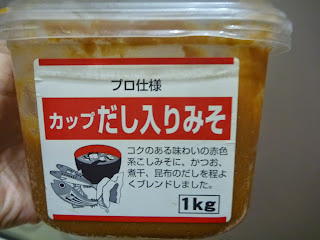 プロ仕様
カップだし入りみそ
コクのある味わいの赤色
系こしみそに、かつお、
煮干、昆布のだしを程よ
くブレンドしました。
1kg